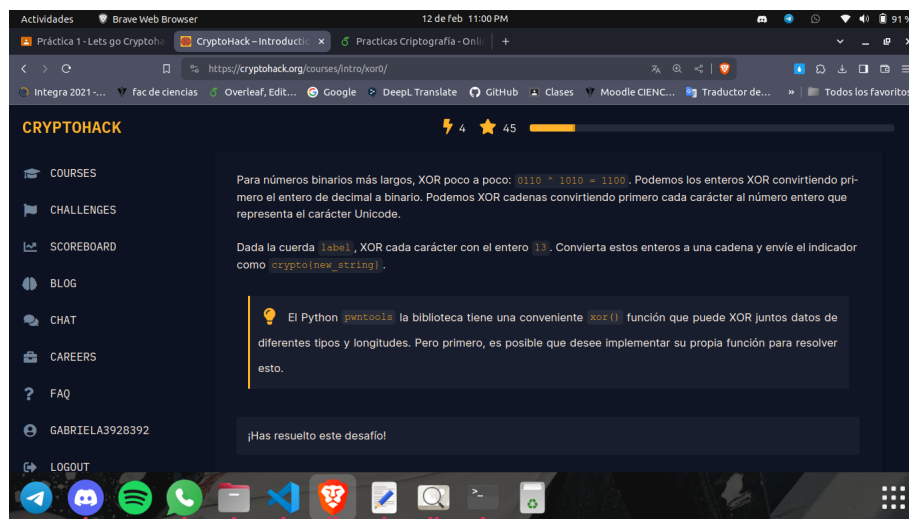 Actividades Brave Web Browser 12 de feb 11:00 PM 91 %
Práctica 1 - Lets go Cryptoha CryptoHack – Introductic × Practicas Criptografía - Onlin +
https://cryptohack.org/courses/intro/xor0/
Integra 2021 -... fac de ciencias Overleaf, Edit... Google DeepL Translate GitHub Clases Moodle CIENC... Traductor de... » Todos los favoritos
CRYPTOHACK 4 45
COURSES
CHALLENGES
SCOREBOARD
BLOG
CHAT
CAREERS
FAQ
GABRIELA3928392
LOGOUT
Para números binarios más largos, XOR poco a poco: 0110 ^ 1010 = 1100. Podemos los enteros XOR convirtiendo pri-
mero el entero de decimal a binario. Podemos XOR cadenas convirtiendo primero cada carácter al número entero que
representa el carácter Unicode.
Dada la cuerda label, XOR cada carácter con el entero 13. Convierta estos enteros a una cadena y envíe el indicador
como crypto{new_string}.
El Python pwntools la biblioteca tiene una conveniente xor() función que puede XOR juntos datos de
diferentes tipos y longitudes. Pero primero, es posible que desee implementar su propia función para resolver
esto.
¡Has resuelto este desafío!